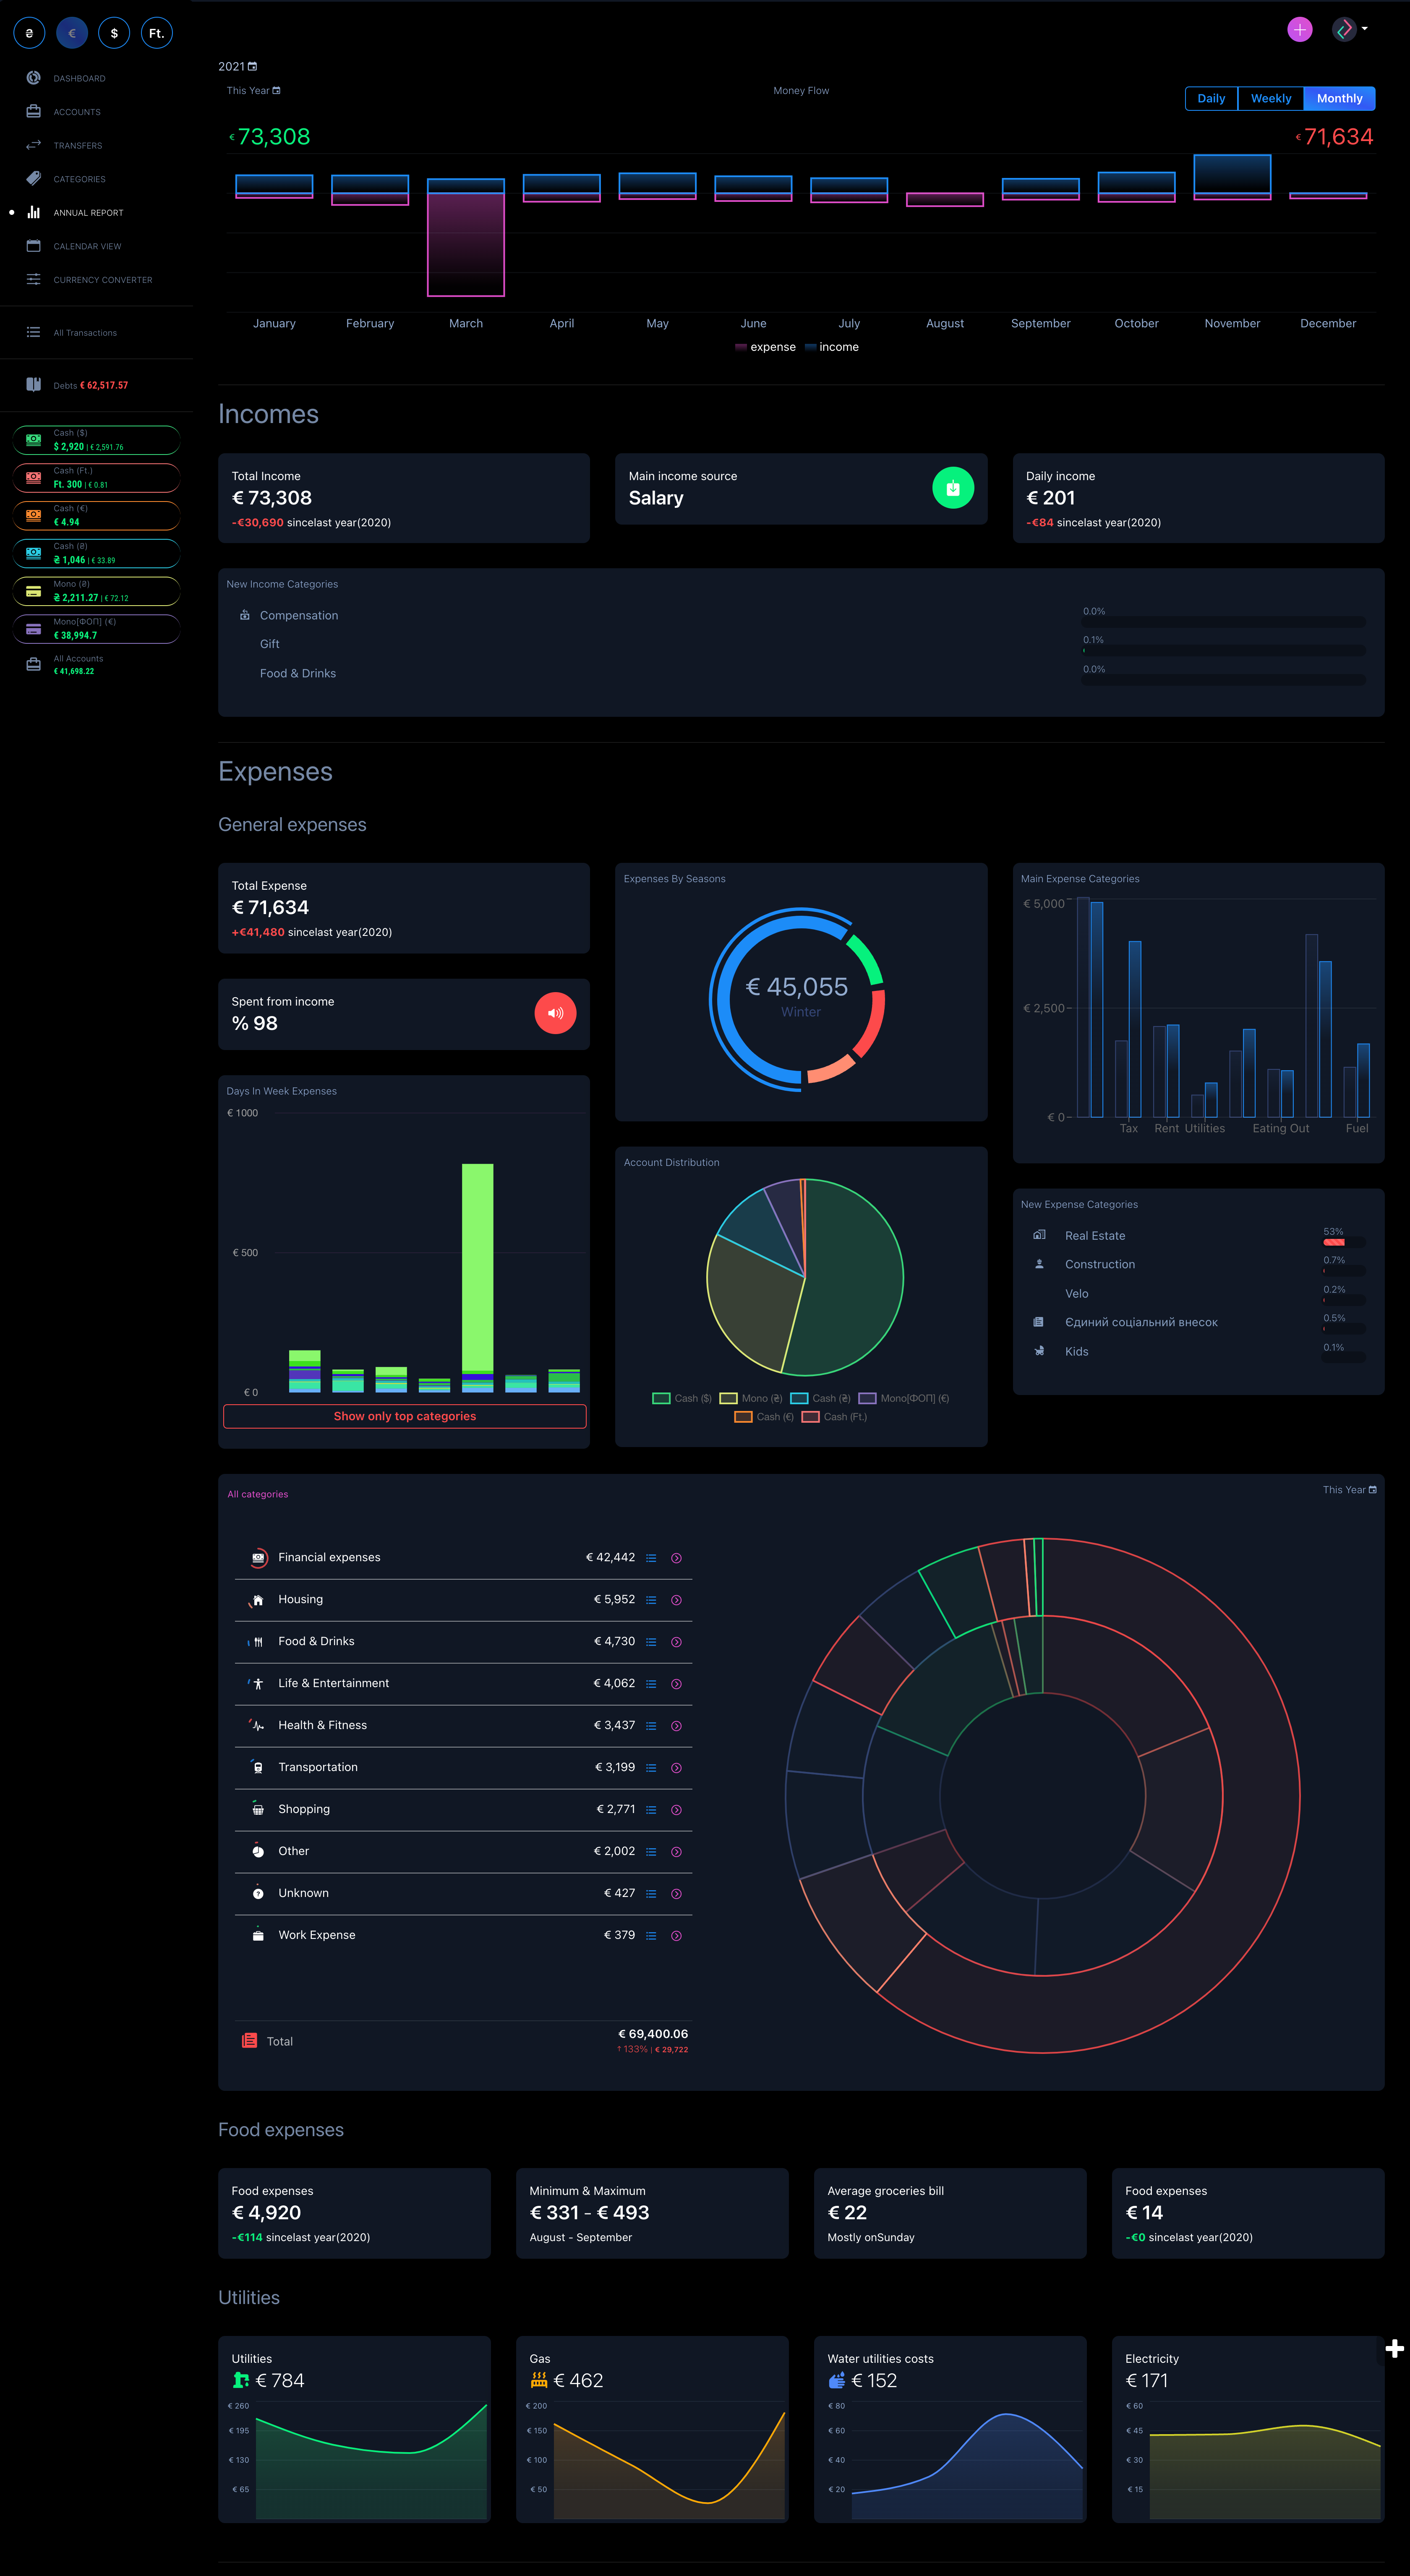 ₴ € $ Ft.
DASHBOARD
ACCOUNTS
TRANSFERS
CATEGORIES
ANNUAL REPORT
CALENDAR VIEW
CURRENCY CONVERTER
All Transactions
Debts € 62,517.57
Cash ($)
$ 2,920 | € 2,591.76
Cash (Ft.)
Ft. 300 | € 0.81
Cash (€)
€ 4.94
Cash (₴)
₴ 1,046 | € 33.89
Mono (₴)
₴ 2,211.27 | € 72.12
Mono[ФОП] (€)
€ 38,994.7
All Accounts
€ 41,698.22
2021
This Year
Money Flow
Daily Weekly Monthly
€ 73,308
€ 71,634
January February March April May June July August September October November December
expense income
Incomes
Total Income
€ 73,308
-€30,690 sincelast year(2020)
Main income source
Salary
Daily income
€ 201
-€84 sincelast year(2020)
New Income Categories
Compensation 0.0%
Gift 0.1%
Food & Drinks 0.0%
Expenses
General expenses
Total Expense
€ 71,634
+€41,480 sincelast year(2020)
Spent from income
% 98
Days In Week Expenses
€ 1000
€ 500
€ 0
Show only top categories
Expenses By Seasons
€ 45,055
Winter
Account Distribution
Cash ($) Mono (₴) Cash (₴) Mono[ФОП] (€)
Cash (€) Cash (Ft.)
Main Expense Categories
€ 5,000
€ 2,500
€ 0
Tax Rent Utilities Eating Out Fuel
New Expense Categories
Real Estate 53%
Construction 0.7%
Velo 0.2%
Єдиний соціальний внесок 0.5%
Kids 0.1%
All categories
This Year
Financial expenses € 42,442
Housing € 5,952
Food & Drinks € 4,730
Life & Entertainment € 4,062
Health & Fitness € 3,437
Transportation € 3,199
Shopping € 2,771
Other € 2,002
Unknown € 427
Work Expense € 379
Total
€ 69,400.06
↑ 133% | € 29,722
Food expenses
Food expenses
€ 4,920
-€114 sincelast year(2020)
Minimum & Maximum
€ 331 - € 493
August - September
Average groceries bill
€ 22
Mostly onSunday
Food expenses
€ 14
-€0 sincelast year(2020)
Utilities
Utilities
€ 784
€ 260
€ 195
€ 130
€ 65
Gas
€ 462
€ 200
€ 150
€ 100
€ 50
Water utilities costs
€ 152
€ 80
€ 60
€ 40
€ 20
Electricity
€ 171
€ 60
€ 45
€ 30
€ 15